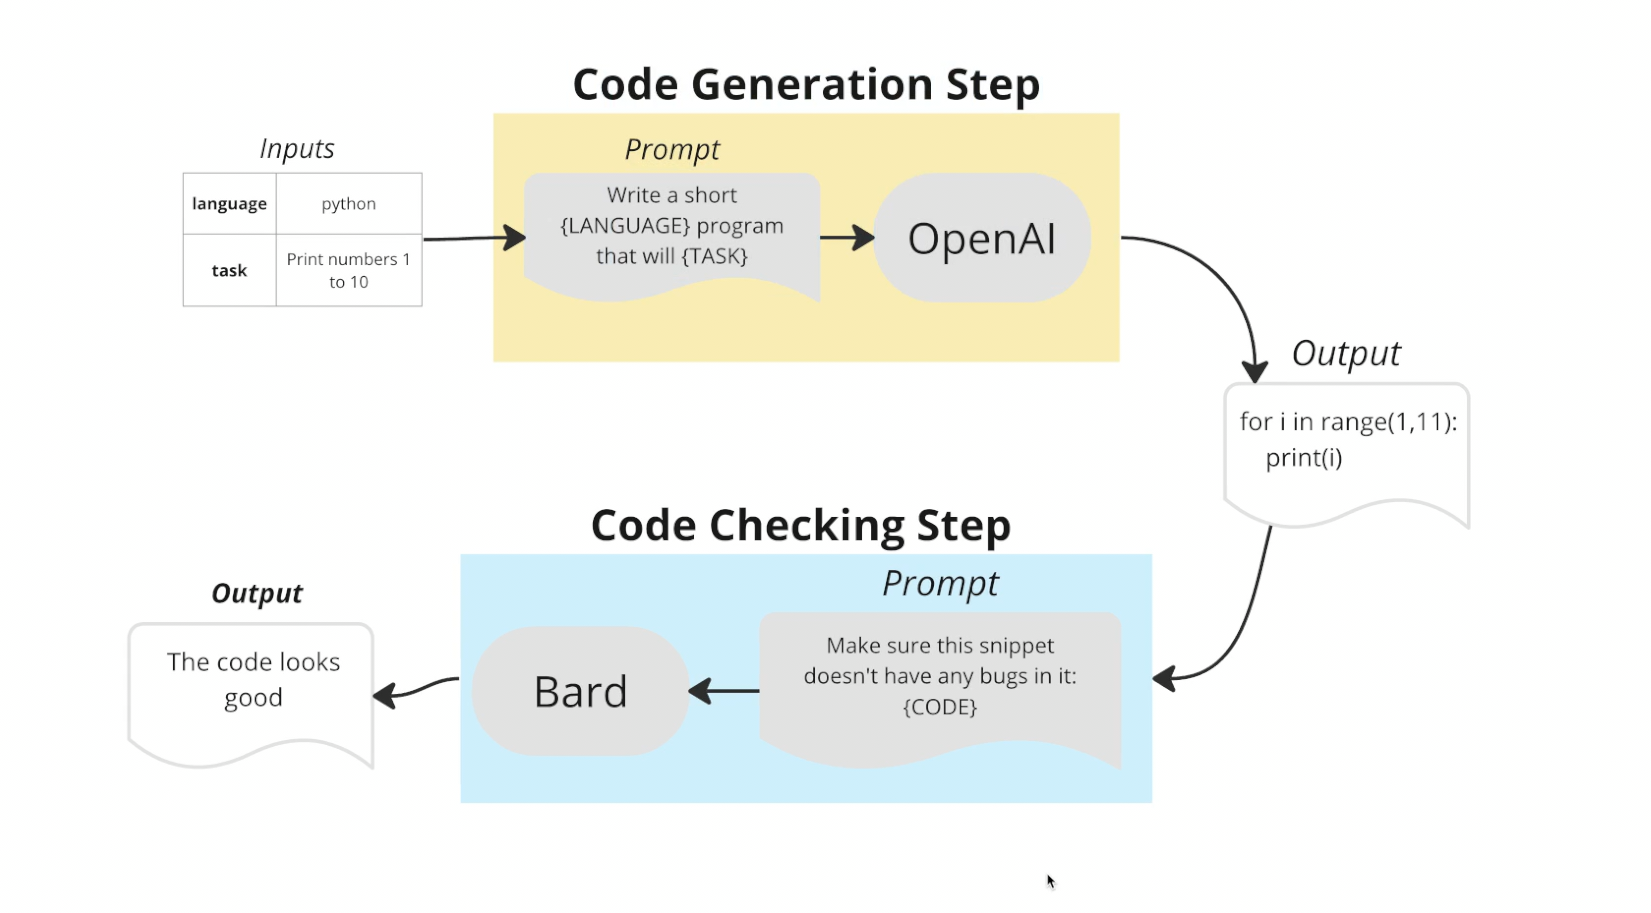 Code Generation Step
Inputs
language
python
task
Print numbers 1
to 10
Prompt
Write a short
{LANGUAGE} program
that will {TASK}
OpenAI
Output
for i in range(1,11):
print(i)
Code Checking Step
Prompt
Make sure this snippet
doesn't have any bugs in it:
{CODE}
Bard
Output
The code looks
good